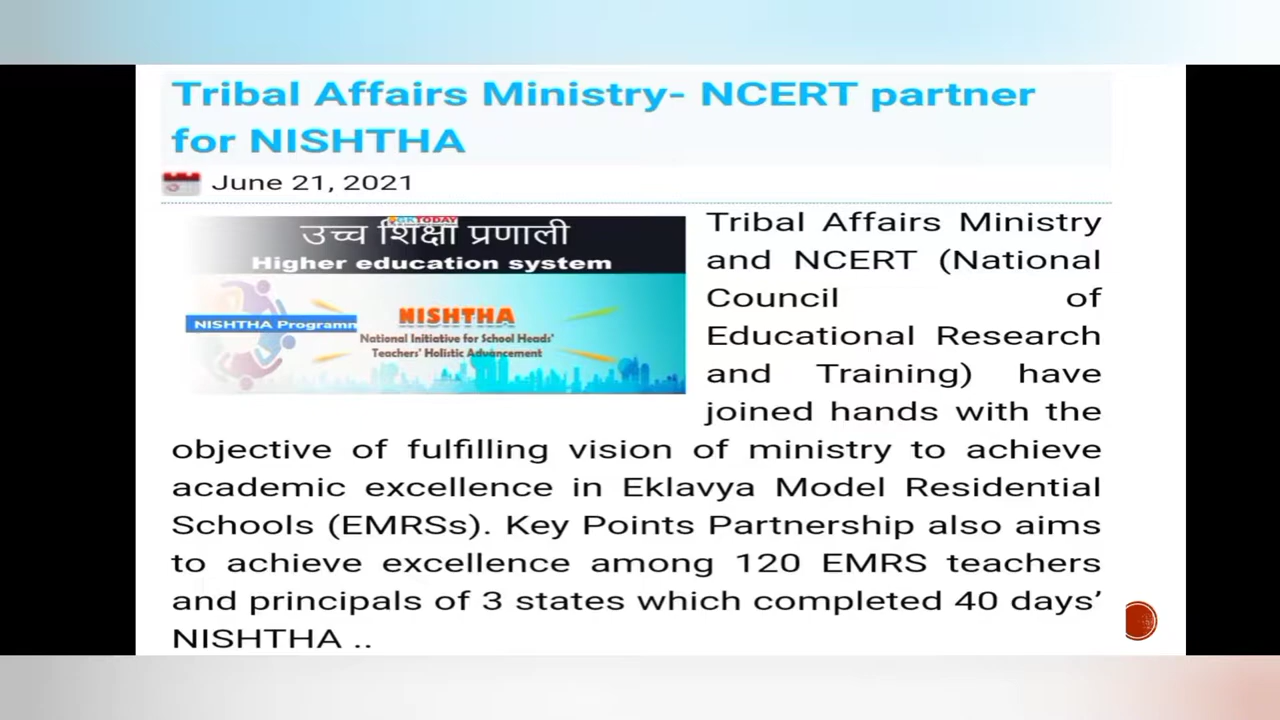 Tribal Affairs Ministry- NCERT partner
for NISHTHA
June 21, 2021
GKTODAY
उच्च शिक्षा प्रणाली
Higher education system
NISHTHA Programm
NISHTHA
National Initiative for School Heads'
Teachers' Holistic Advancement
Tribal Affairs Ministry
and NCERT (National
Council of
Educational Research
and Training) have
joined hands with the
objective of fulfilling vision of ministry to achieve
academic excellence in Eklavya Model Residential
Schools (EMRSs). Key Points Partnership also aims
to achieve excellence among 120 EMRS teachers
and principals of 3 states which completed 40 days’
NISHTHA ..